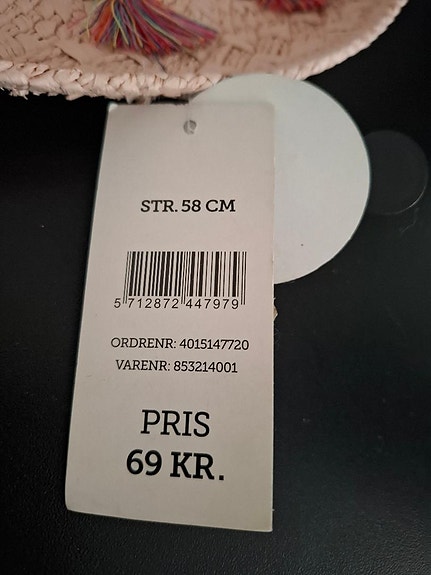 STR. 58 CM
5 712872 447979
ORDRENR: 4015147720
VARENR: 853214001
PRIS
69 KR.